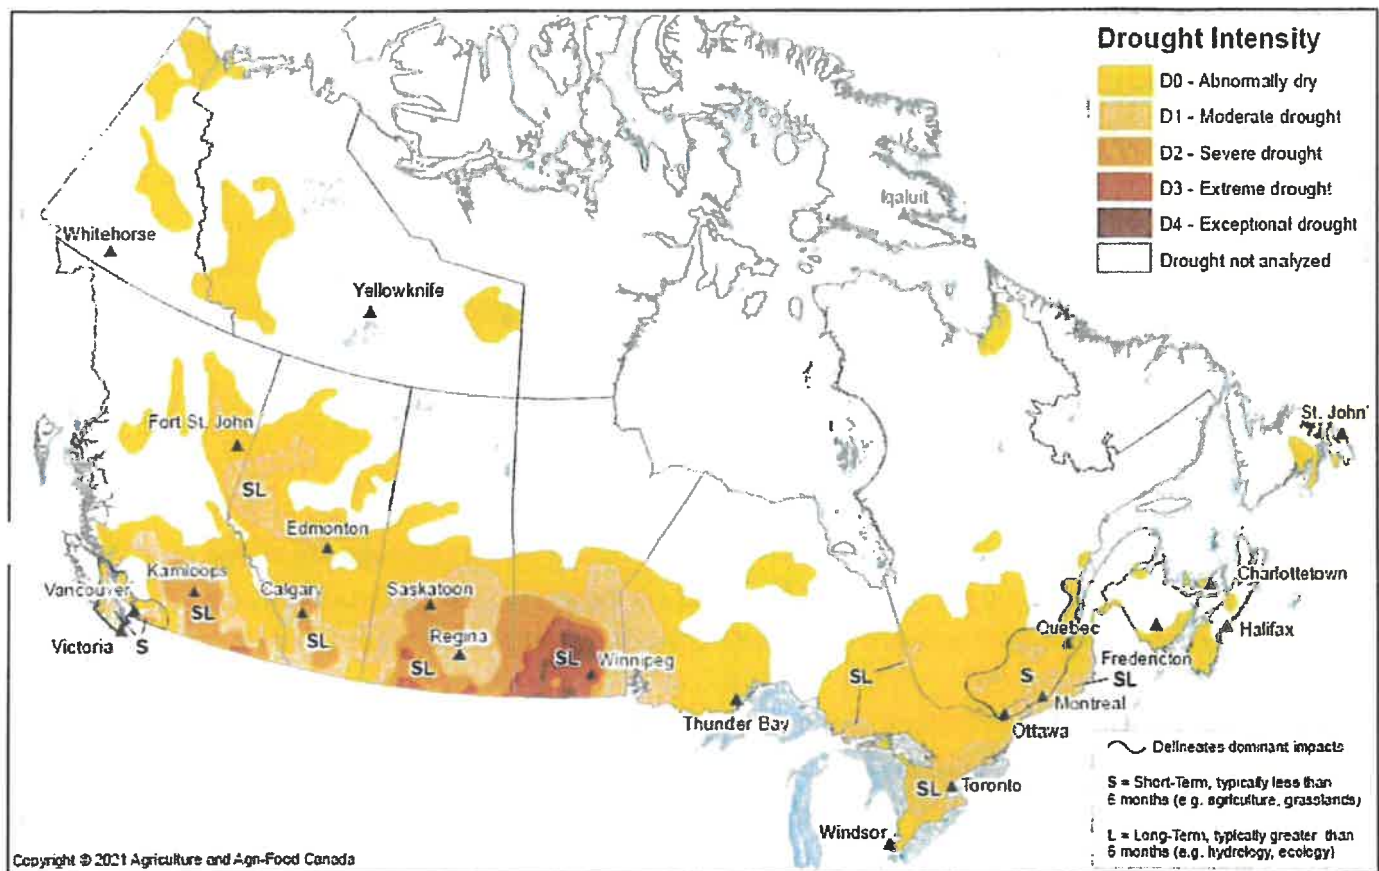 Drought Intensity
D0 - Abnormally dry
D1 - Moderate drought
D2 - Severe drought
D3 - Extreme drought
D4 - Exceptional drought
Drought not analyzed
Iqaluit
Whitehorse
Yellowknife
Fort St. John
St. John'
SL
Edmonton
Kamloops
Vancouver
Calgary
Saskatoon
Charlottetown
SL
Victoria
S
SL
Regina
SL
SL
Winnipeg
Quebec
Halifax
Fredericton
SL
S
SL
Montreal
Thunder Bay
Ottawa
SL
Toronto
Windsor
Delineates dominant impacts
S = Short-Term, typically less than
6 months (e.g. agriculture, grasslands)
L = Long-Term, typically greater than
6 months (e.g. hydrology, ecology)
Copyright © 2021 Agriculture and Agri-Food Canada